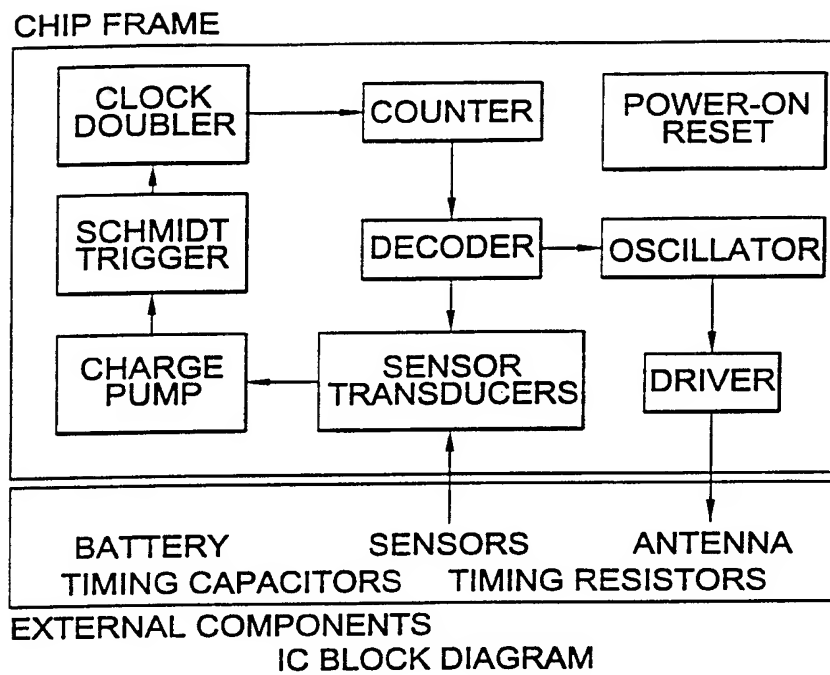 CHIP FRAME
CLOCK
DOUBLER
COUNTER
POWER-ON
RESET
SCHMIDT
TRIGGER
DECODER
OSCILLATOR
CHARGE
PUMP
SENSOR
TRANSDUCERS
DRIVER
BATTERY SENSORS ANTENNA
TIMING CAPACITORS TIMING RESISTORS
EXTERNAL COMPONENTS
IC BLOCK DIAGRAM